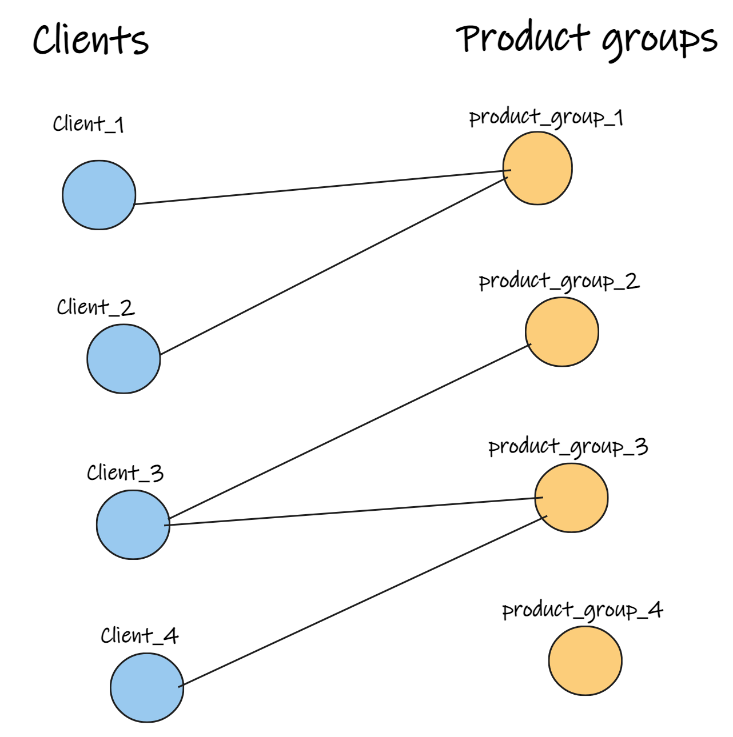 Clients
Product groups
Client_1
product_group_1
Client_2
product_group_2
Client_3
product_group_3
Client_4
product_group_4